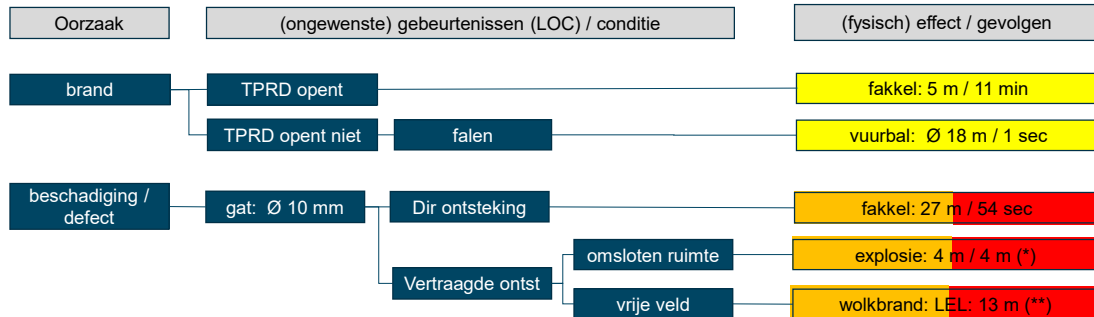 Oorzaak
(ongewenste) gebeurtenissen (LOC) / conditie
(fysisch) effect / gevolgen
brand
TPRD opent
fakkel: 5 m / 11 min
TPRD opent niet
falen
vuurbal: Ø 18 m / 1 sec
beschadiging /
defect
gat: Ø 10 mm
Dir ontsteking
fakkel: 27 m / 54 sec
omsloten ruimte
explosie: 4 m / 4 m (*)
Vertraagde ontst
vrije veld
wolkbrand: LEL: 13 m (**)